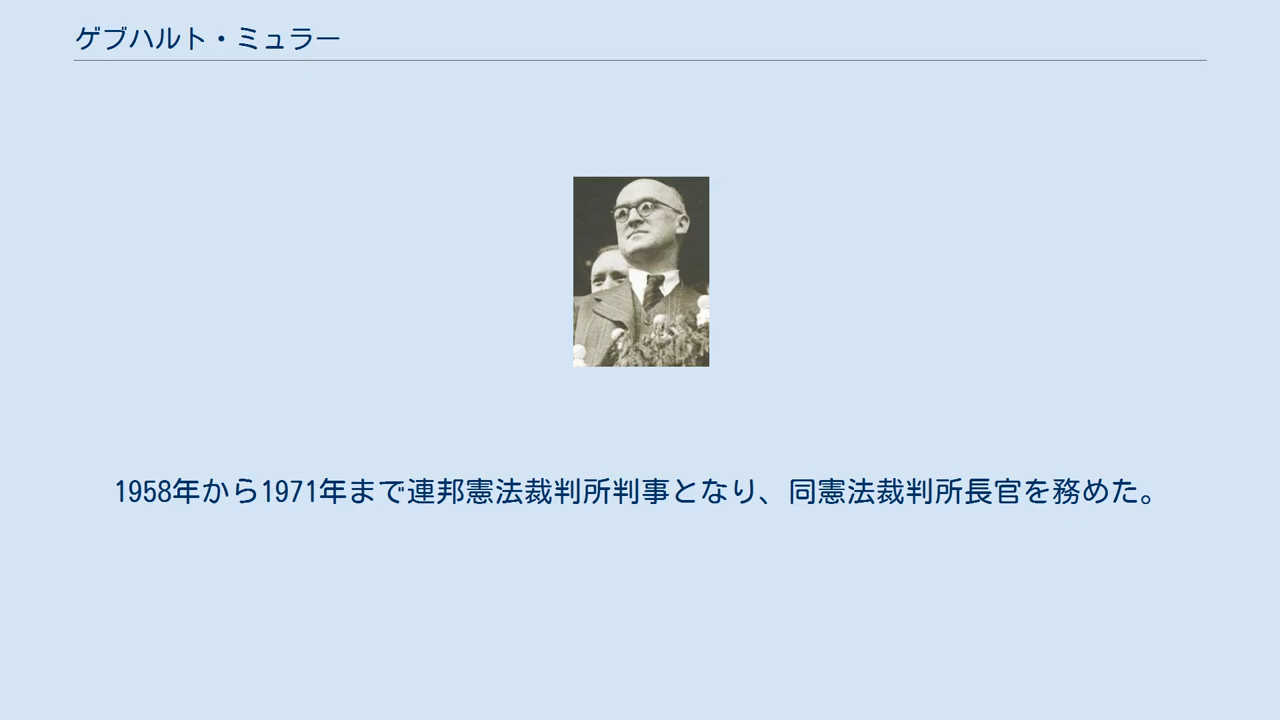 ゲブハルト・ミュラー
1958年から1971年まで連邦憲法裁判所判事となり、同憲法裁判所長官を務めた。